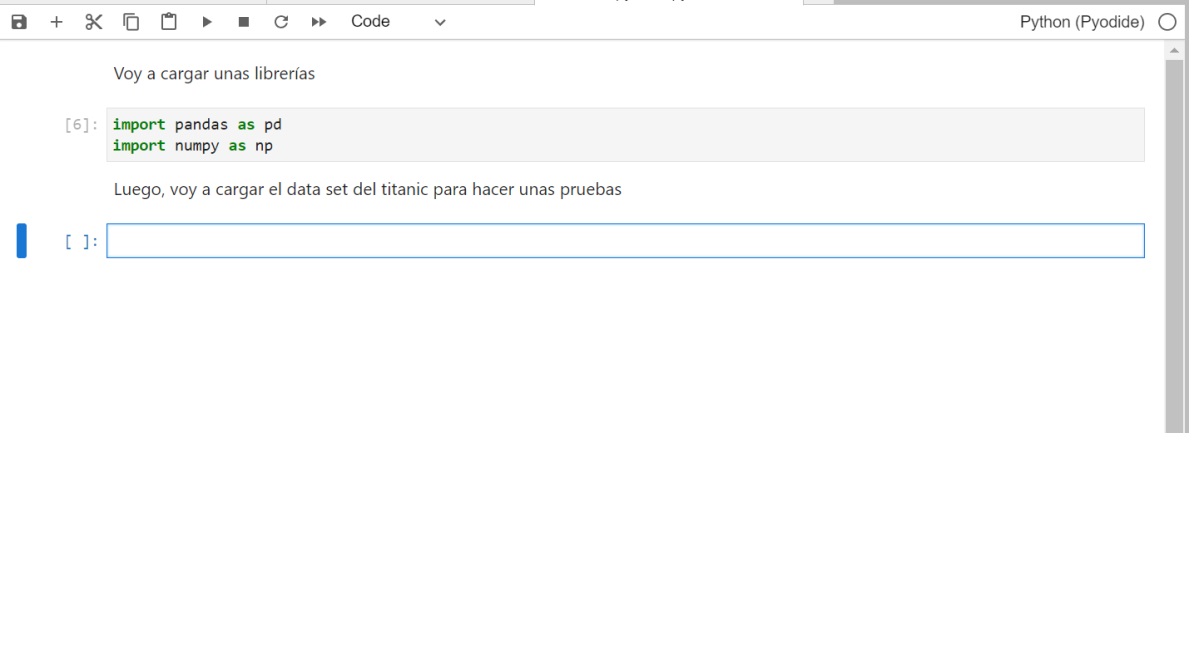 Code
Python (Pyodide)
Voy a cargar unas librerías
[6]:
import pandas as pd
import numpy as np
Luego, voy a cargar el data set del titanic para hacer unas pruebas
[ ]: